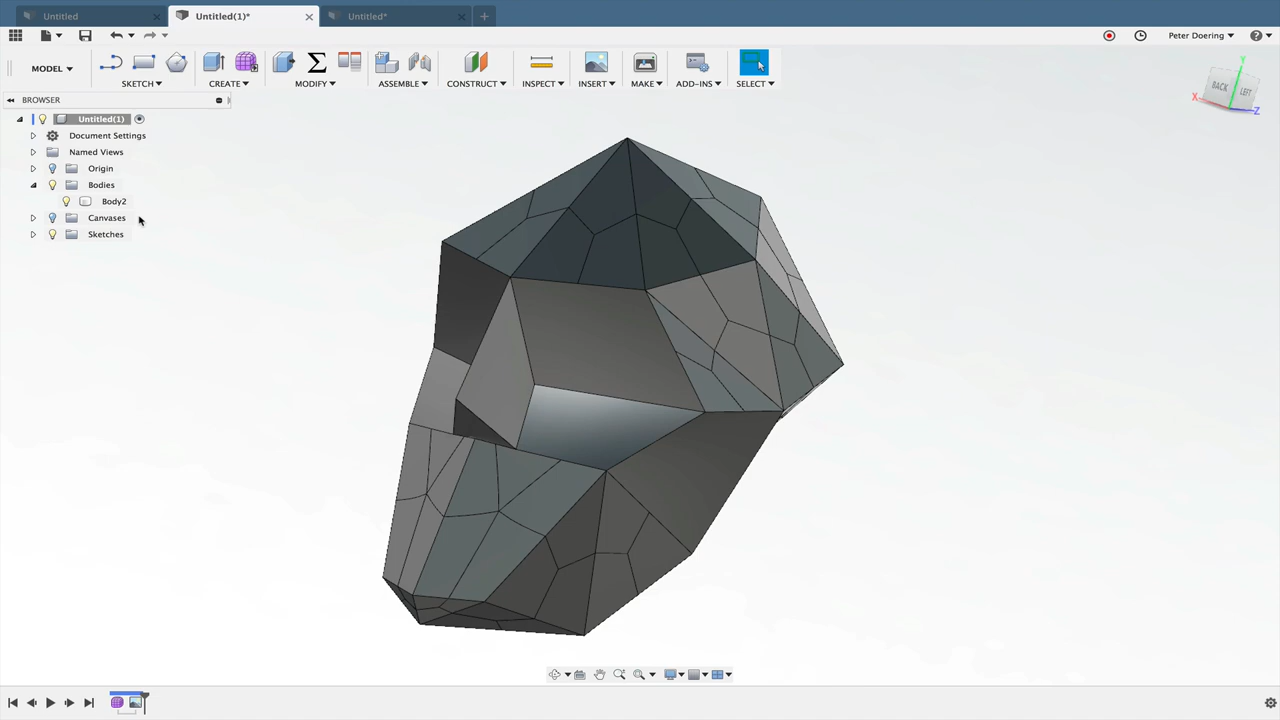 Untitled Untitled(1)* Untitled*
Peter Doering
MODEL SKETCH CREATE MODIFY ASSEMBLE CONSTRUCT INSPECT INSERT MAKE ADD-INS SELECT
BROWSER
Untitled(1)
Document Settings
Named Views
Origin
Bodies
Body2
Canvases
Sketches
Y
BACK LEFT
X Z